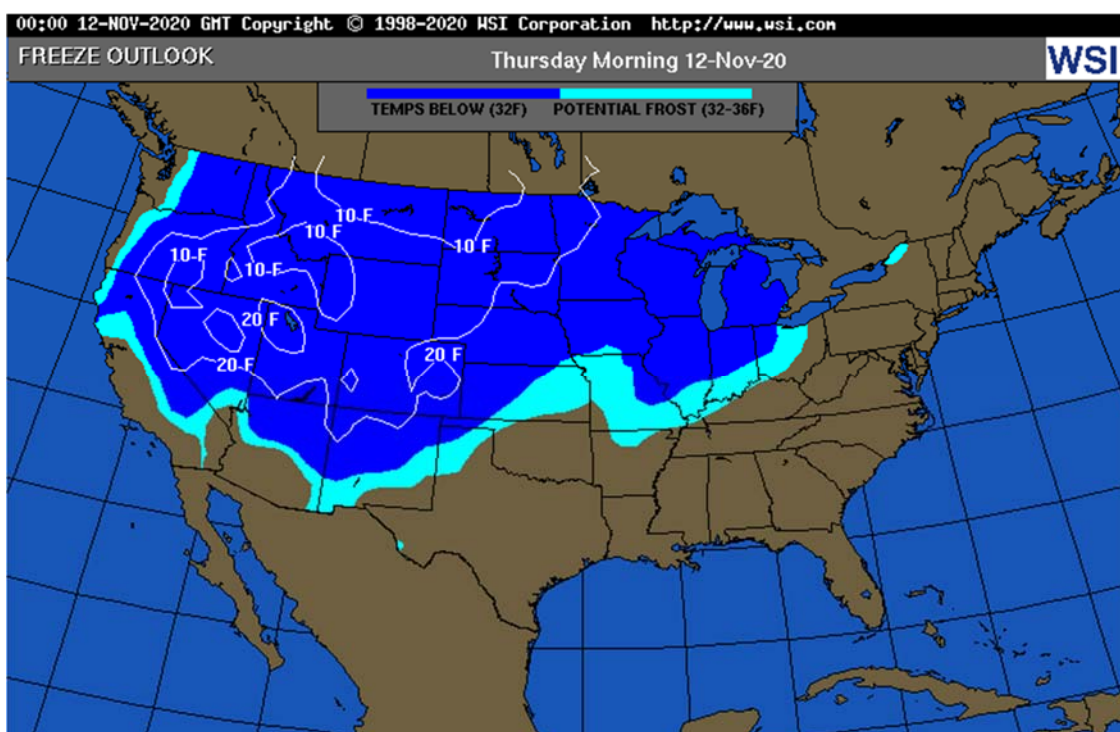 00:00 12-NOV-2020 GMT Copyright © 1998-2020 WSI Corporation http://www.wsi.com
FREEZE OUTLOOK
Thursday Morning 12-Nov-20
WSI
TEMPS BELOW (32F) POTENTIAL FROST (32-36F)
10 F
10 F
10 F
10 F
10 F
20 F
20 F
20 F